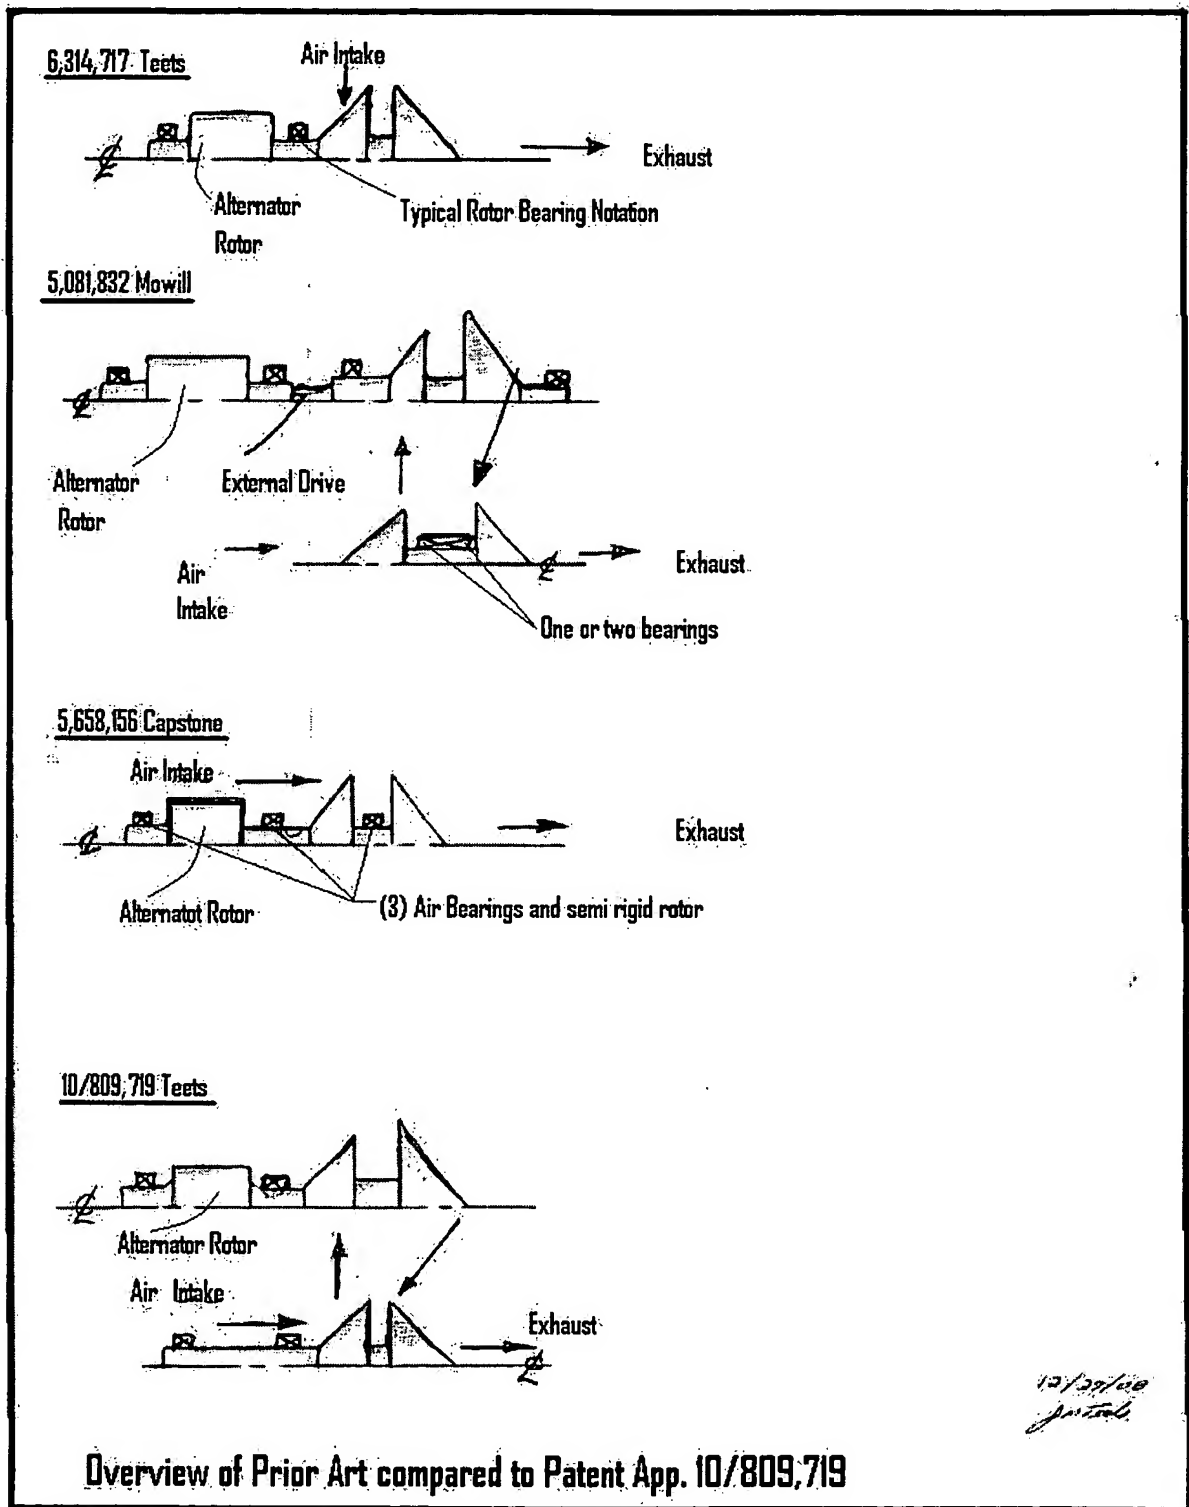 6,314,717 Teets
Air Intake
Exhaust
Alternator
Rotor
Typical Rotor Bearing Notation
5,081,832 Mowill
Alternator
Rotor
External Drive
Air
Intake
Exhaust
One or two bearings
5,658,156 Capstone
Air Intake
Exhaust
Alternatot Rotor
(3) Air Bearings and semi rigid rotor
10/809,719 Teets
Alternator Rotor
Air Intake
Exhaust
Overview of Prior Art compared to Patent App. 10/809,719